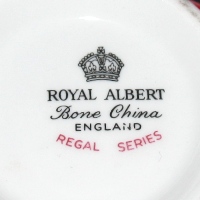 ROYAL ALBERT
Bone China
ENGLAND
REGAL SERIES